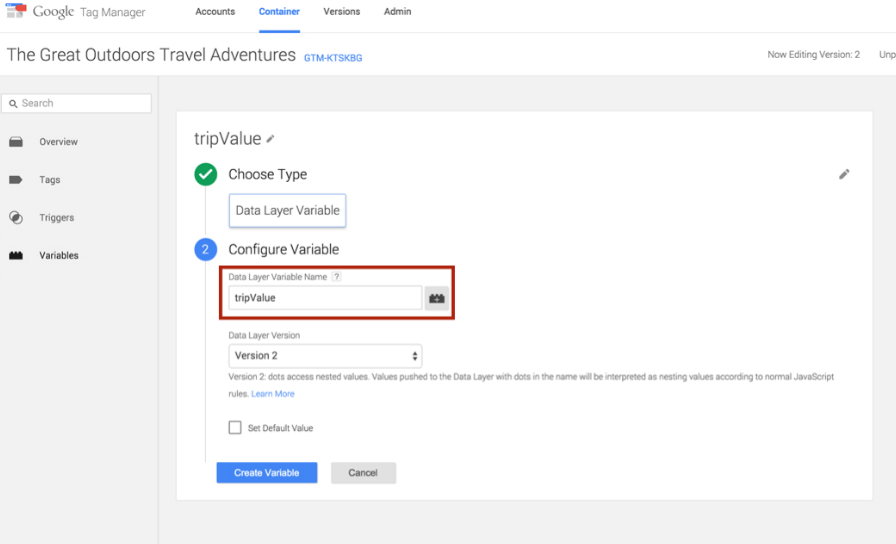 Google Tag Manager
Accounts
Container
Versions
Admin
The Great Outdoors Travel Adventures GTM-KTSKBG
Now Editing Version: 2
Unp
Search
Overview
Tags
Triggers
Variables
tripValue
Choose Type
Data Layer Variable
2 Configure Variable
Data Layer Variable Name ?
tripValue
Data Layer Version
Version 2
Version 2: dots access nested values. Values pushed to the Data Layer with dots in the name will be interpreted as nesting values according to normal JavaScript
rules. Learn More
Set Default Value
Create Variable
Cancel